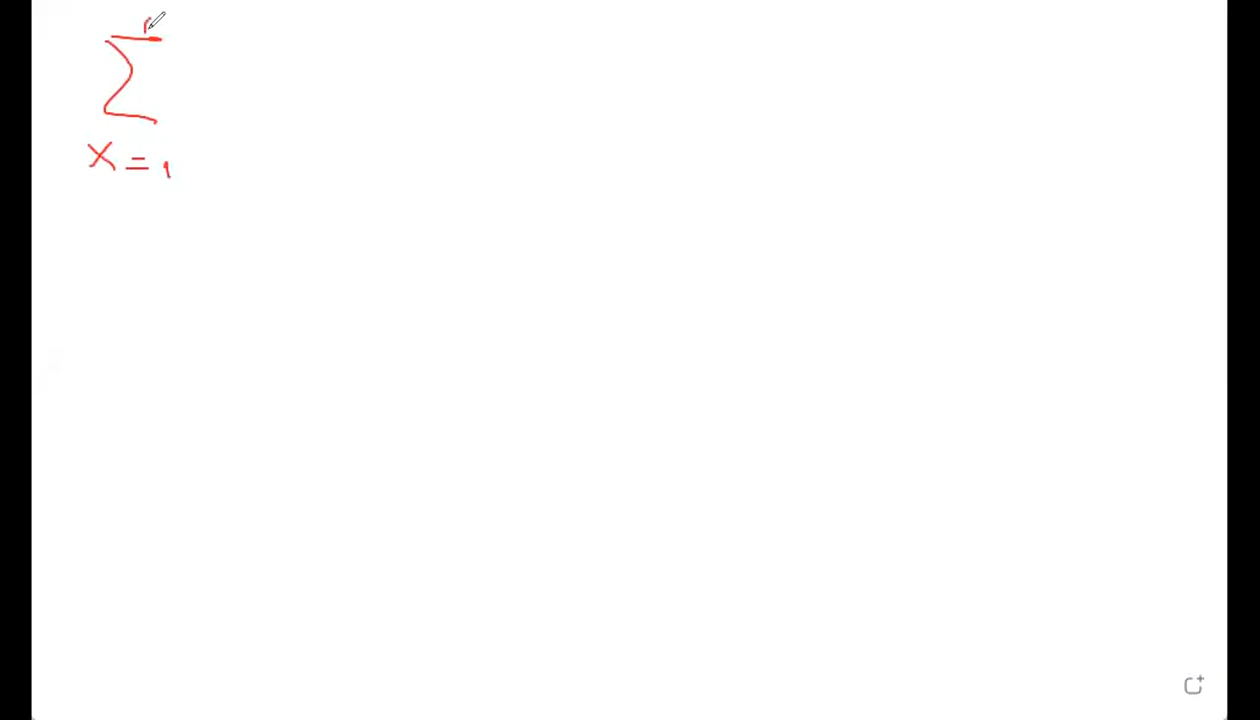 ∑
x = 1